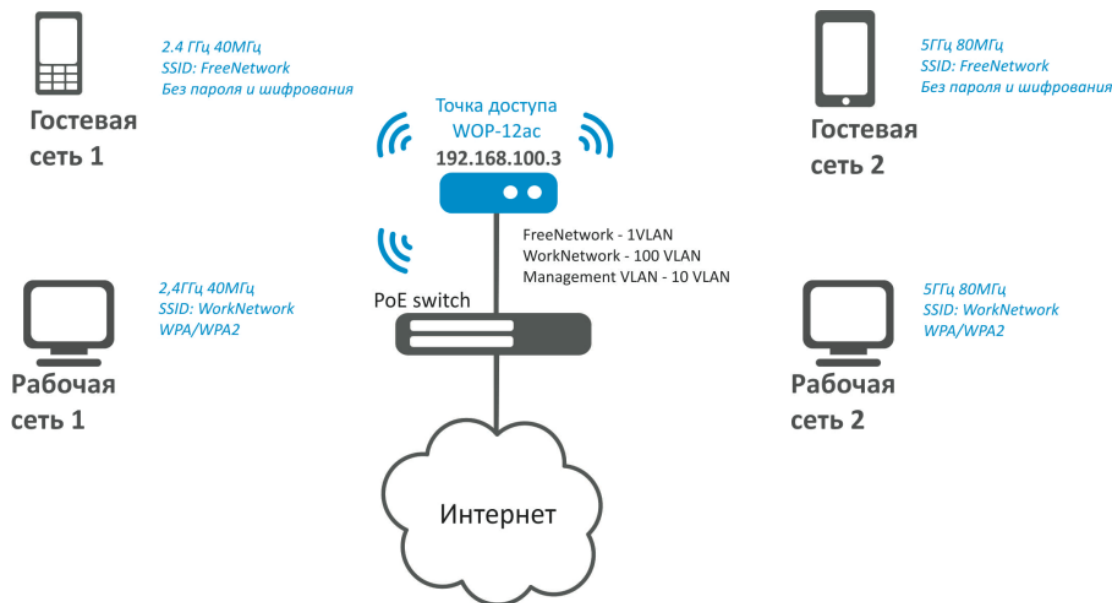 2.4 ГГц 40МГц
SSID: FreeNetwork
Без пароля и шифрования
Гостевая
сеть 1
Точка доступа
WOP-12ac
192.168.100.3
5ГГц 80МГц
SSID: FreeNetwork
Без пароля и шифрования
Гостевая
сеть 2
FreeNetwork - 1VLAN
WorkNetwork - 100 VLAN
Management VLAN - 10 VLAN
2,4ГГц 40МГц
SSID: WorkNetwork
WPA/WPA2
Рабочая
сеть 1
PoE switch
5ГГц 80МГц
SSID: WorkNetwork
WPA/WPA2
Рабочая
сеть 2
Интернет